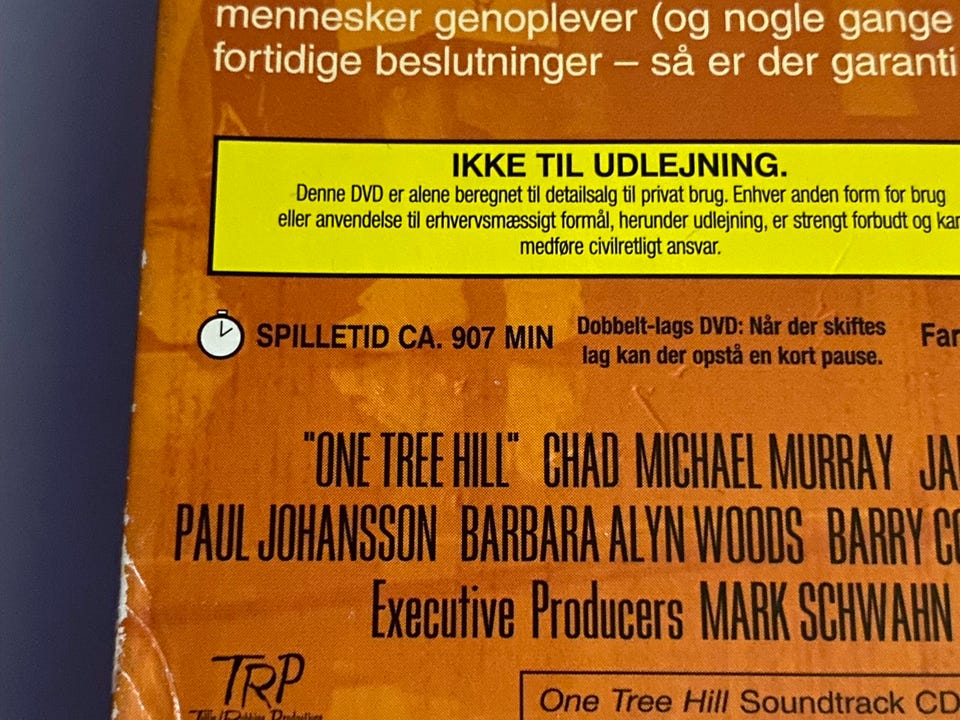 mennesker genoplever (og nogle gange
fortidige beslutninger – så er der garanti
IKKE TIL UDLEJNING.
Denne DVD er alene beregnet til detailsalg til privat brug. Enhver anden form for brug
eller anvendelse til erhvervsmæssigt formål, herunder udlejning, er strengt forbudt og kan
medføre civilretligt ansvar.
SPILLETID CA. 907 MIN
Dobbelt-lags DVD: Når der skiftes
lag kan der opstå en kort pause.
"ONE TREE HILL" CHAD MICHAEL MURRAY
PAUL JOHANSSON BARBARA ALYN WOODS BARRY
Executive Producers MARK SCHWAHN
TRP
One Tree Hill Soundtrack CD